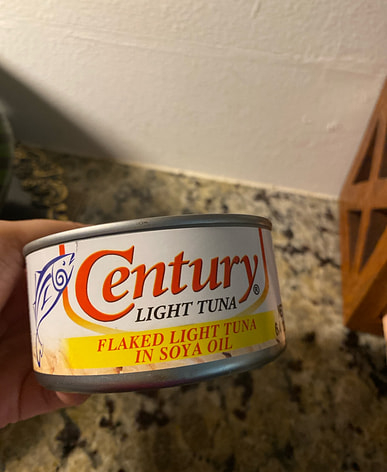 Century®
LIGHT TUNA
FLAKED LIGHT TUNA
IN SOYA OIL